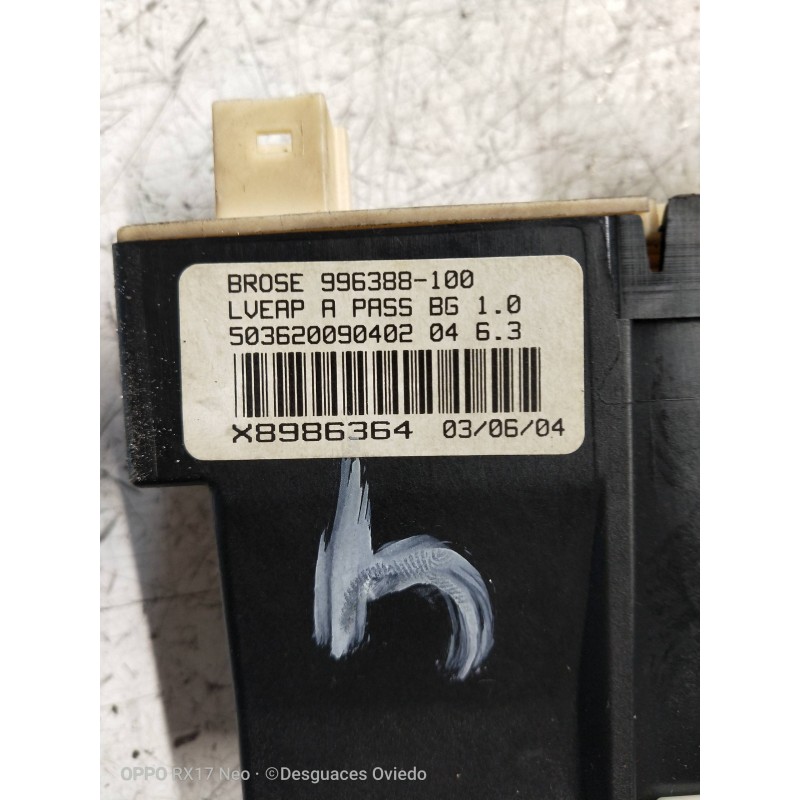 BROSE 996388-100
LVEAP A PASS BG 1.0
503620090402 04 6.3
X8986364 03/06/04
h
OPPO RX17 Neo · ©Desguaces Oviedo